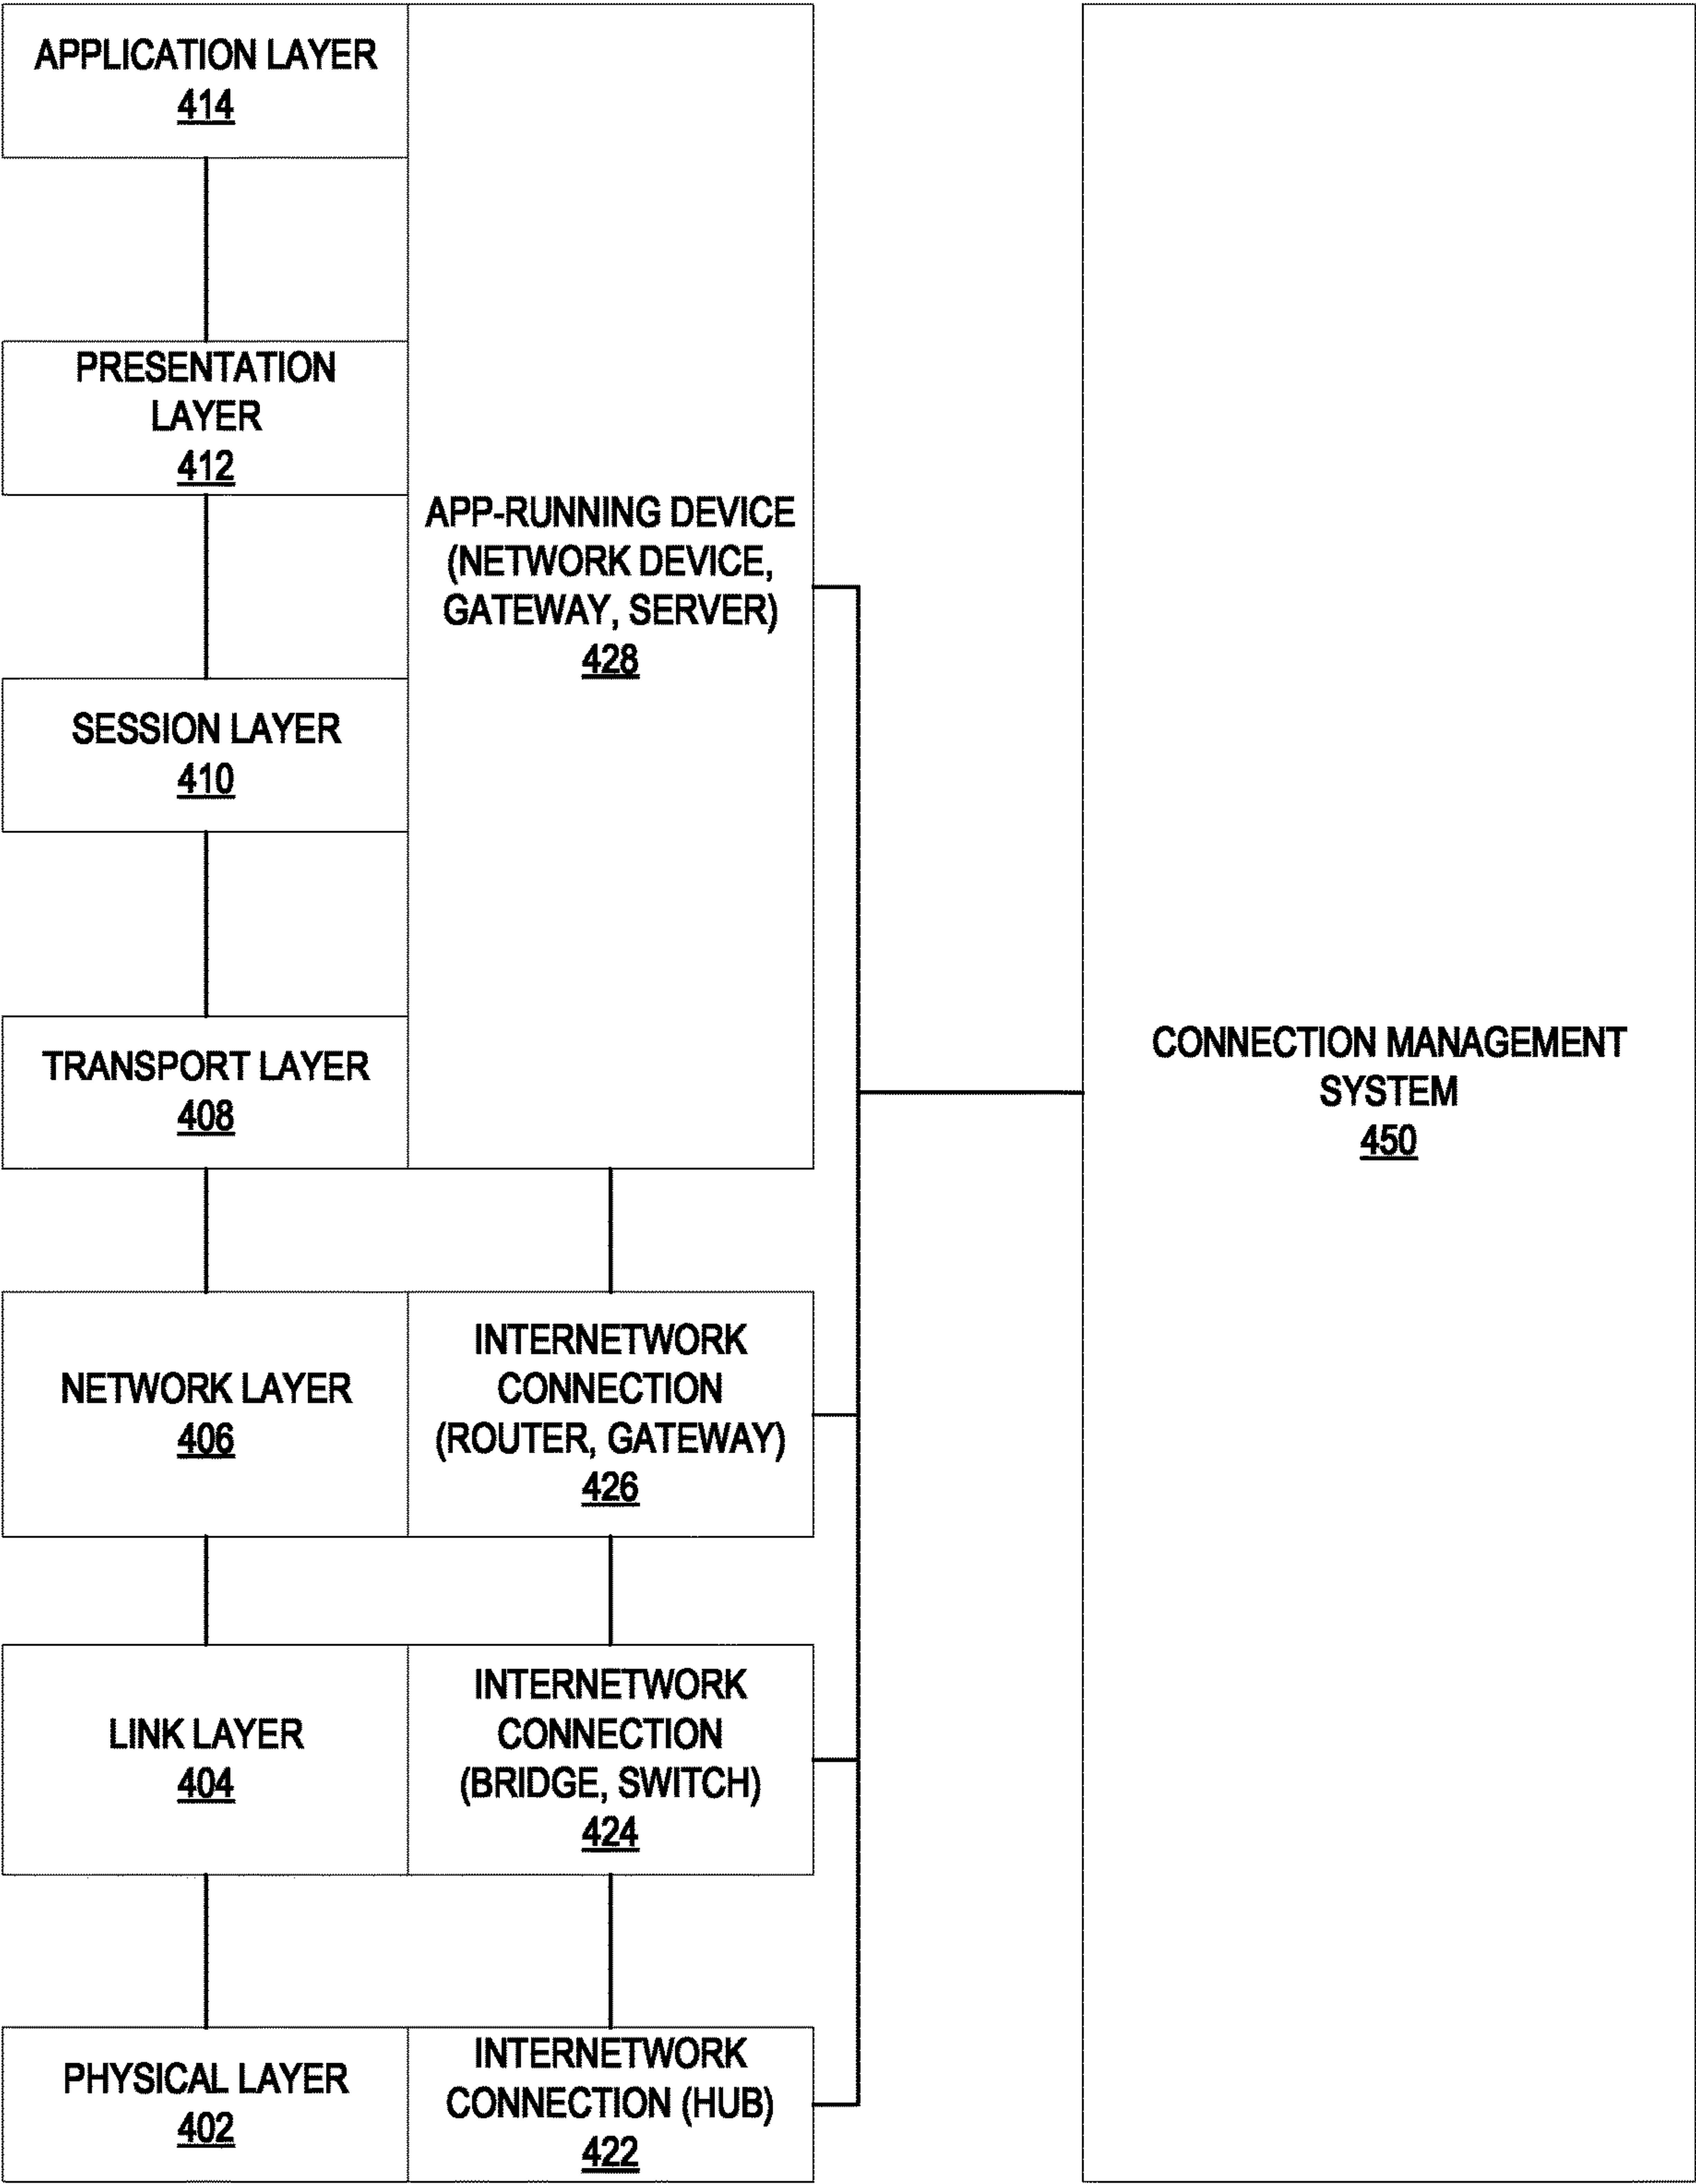 APPLICATION LAYER
414
PRESENTATION
LAYER
412
SESSION LAYER
410
TRANSPORT LAYER
408
NETWORK LAYER
406
LINK LAYER
404
PHYSICAL LAYER
402
APP-RUNNING DEVICE
(NETWORK DEVICE,
GATEWAY, SERVER)
428
INTERNETWORK
CONNECTION
(ROUTER, GATEWAY)
426
INTERNETWORK
CONNECTION
(BRIDGE, SWITCH)
424
INTERNETWORK
CONNECTION (HUB)
422
CONNECTION MANAGEMENT
SYSTEM
450